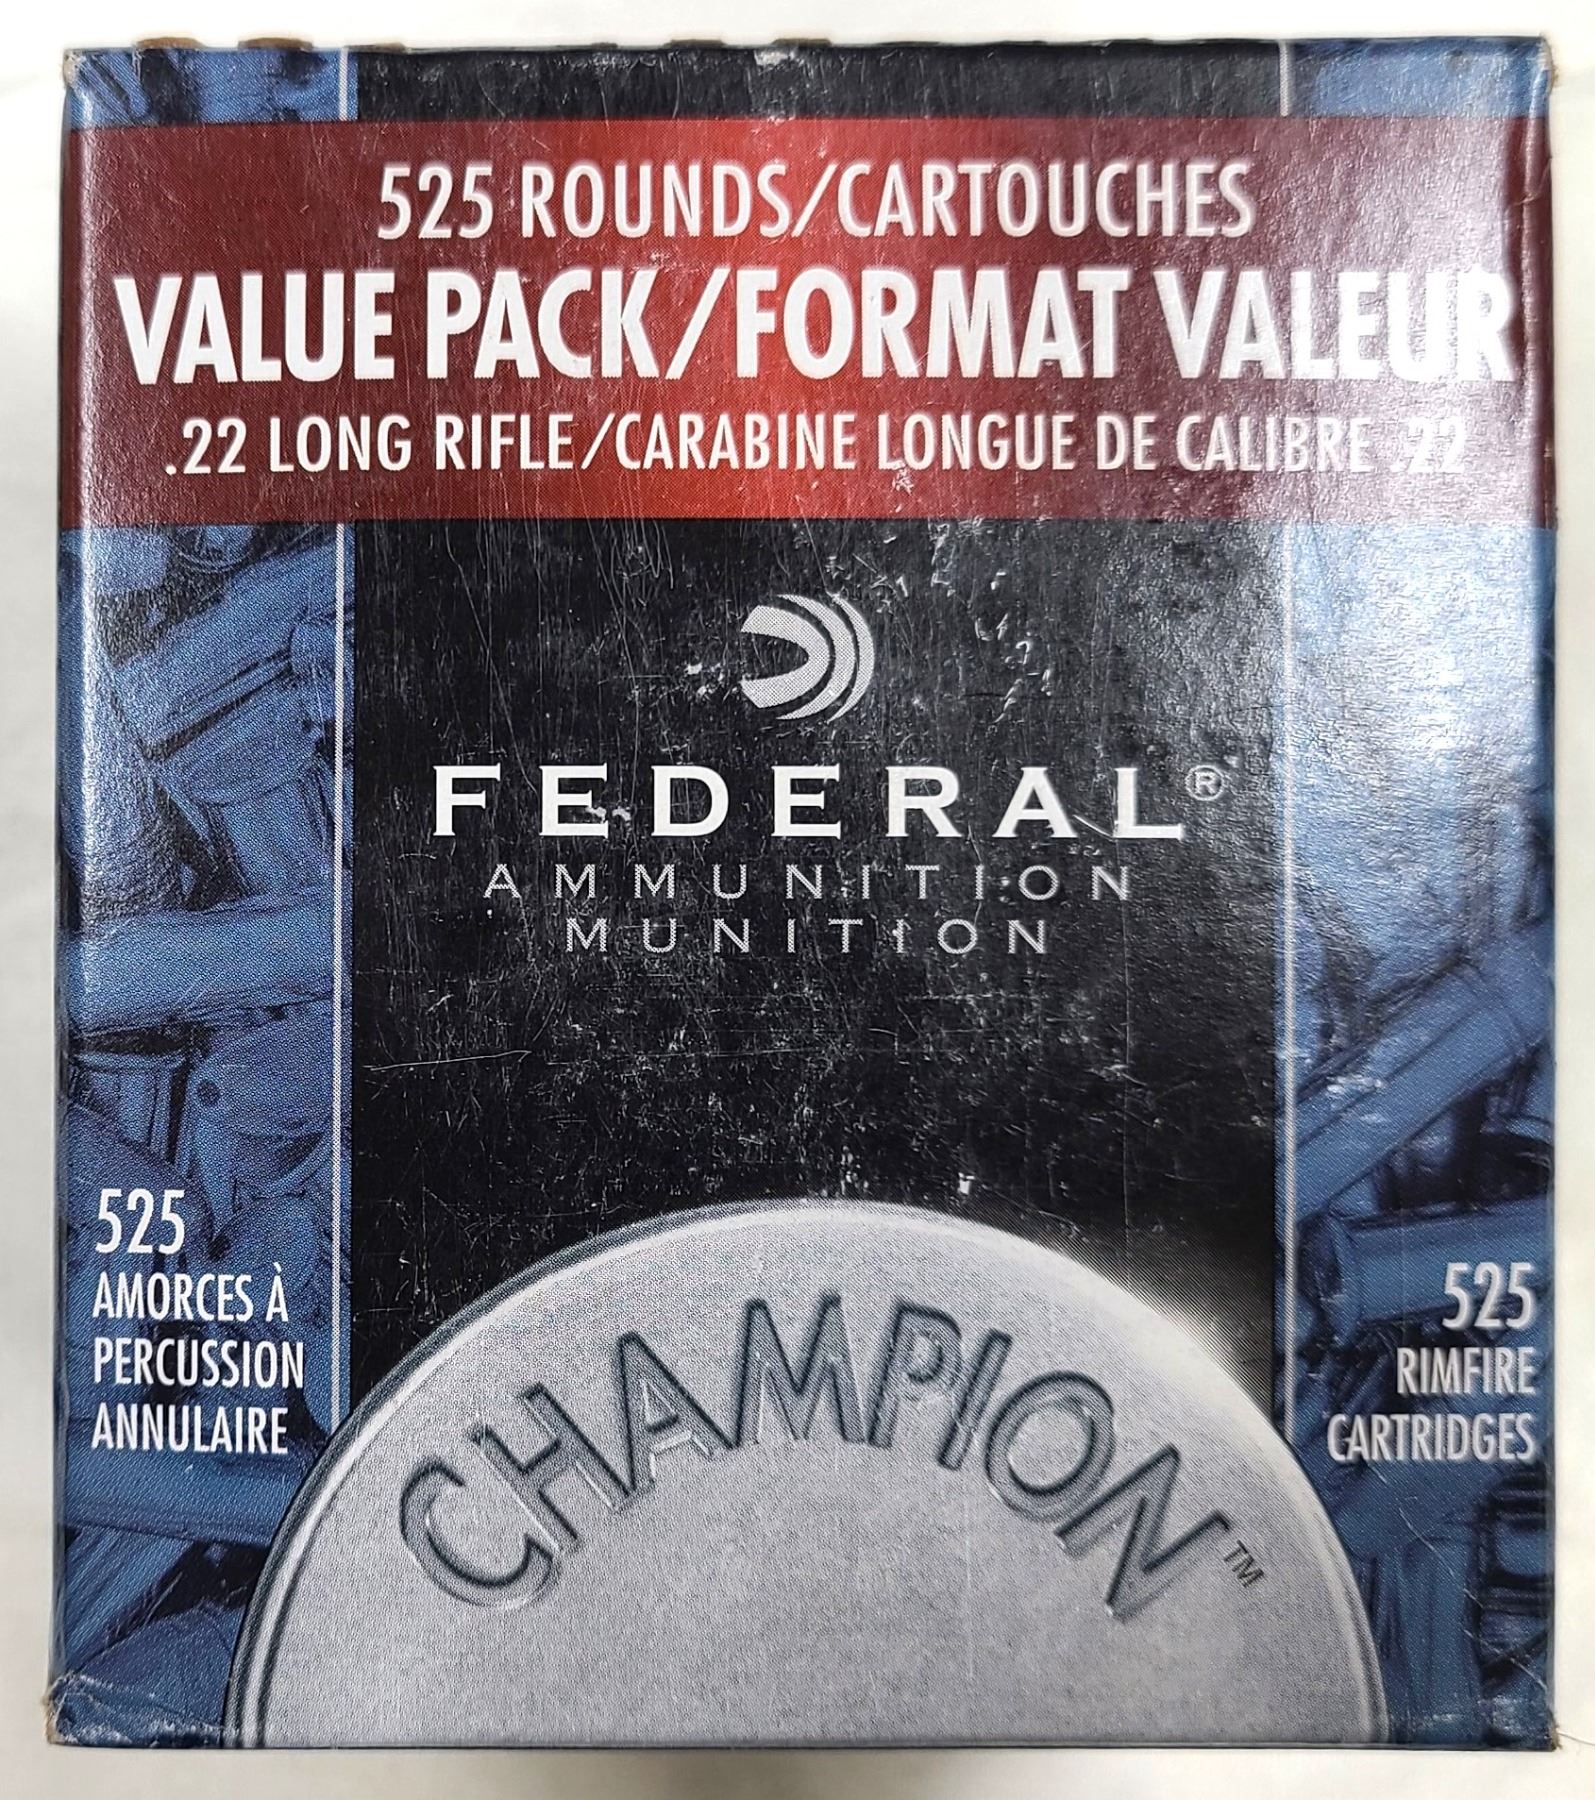 525 ROUNDS/CARTOUCHES
VALUE PACK/FORMAT VALEUR
.22 LONG RIFLE/CARABINE LONGUE DE CALIBRE .22
FEDERAL®
AMMUNITION
MUNITION
525
AMORCES À
PERCUSSION
ANNULAIRE
525
RIMFIRE
CARTRIDGES
CHAMPION™